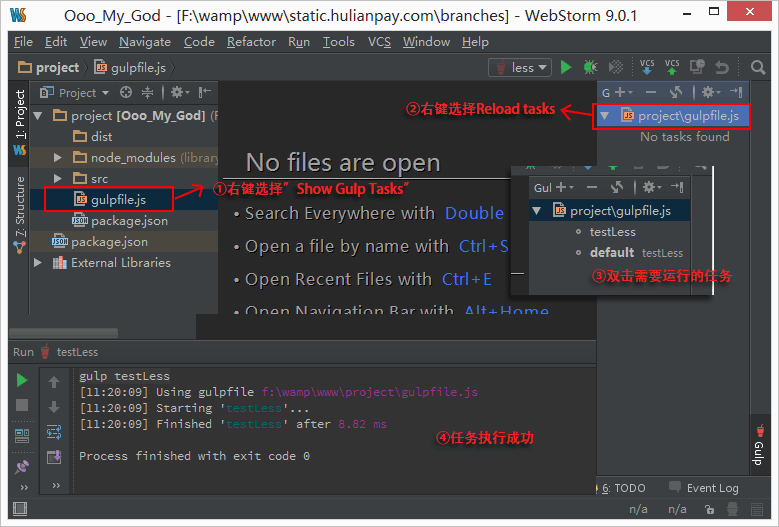 Ooo_My_God - [F:\wamp\www\static.hulianpay.com\branches] - WebStorm 9.0.1
File Edit View Navigate Code Refactor Run Tools VCS Window Help
project gulpfile.js
less
VCS VCS
1: Project
Z: Structure
Project
project [Ooo_My_God] (F
dist
node_modules (library
src
gulpfile.js
package.json
package.json
External Libraries
①右键选择”Show Gulp Tasks”
No files are open
• Search Everywhere with Double
• Open a file by name with Ctrl+S
• Open Recent Files with Ctrl+E
• Open Navigation Bar with Alt+Home
②右键选择Reload tasks
G
project\gulpfile.js
No tasks found
Gul
project\gulpfile.js
testLess
default testLess
③双击需要运行的任务
Run testLess
gulp testLess
[11:20:09] Using gulpfile f:\wamp\www\project\gulpfile.js
[11:20:09] Starting 'testLess'...
[11:20:09] Finished 'testLess' after 8.82 ms
Process finished with exit code 0
④任务执行成功
Gulp
6: TODO Event Log
n/a n/a